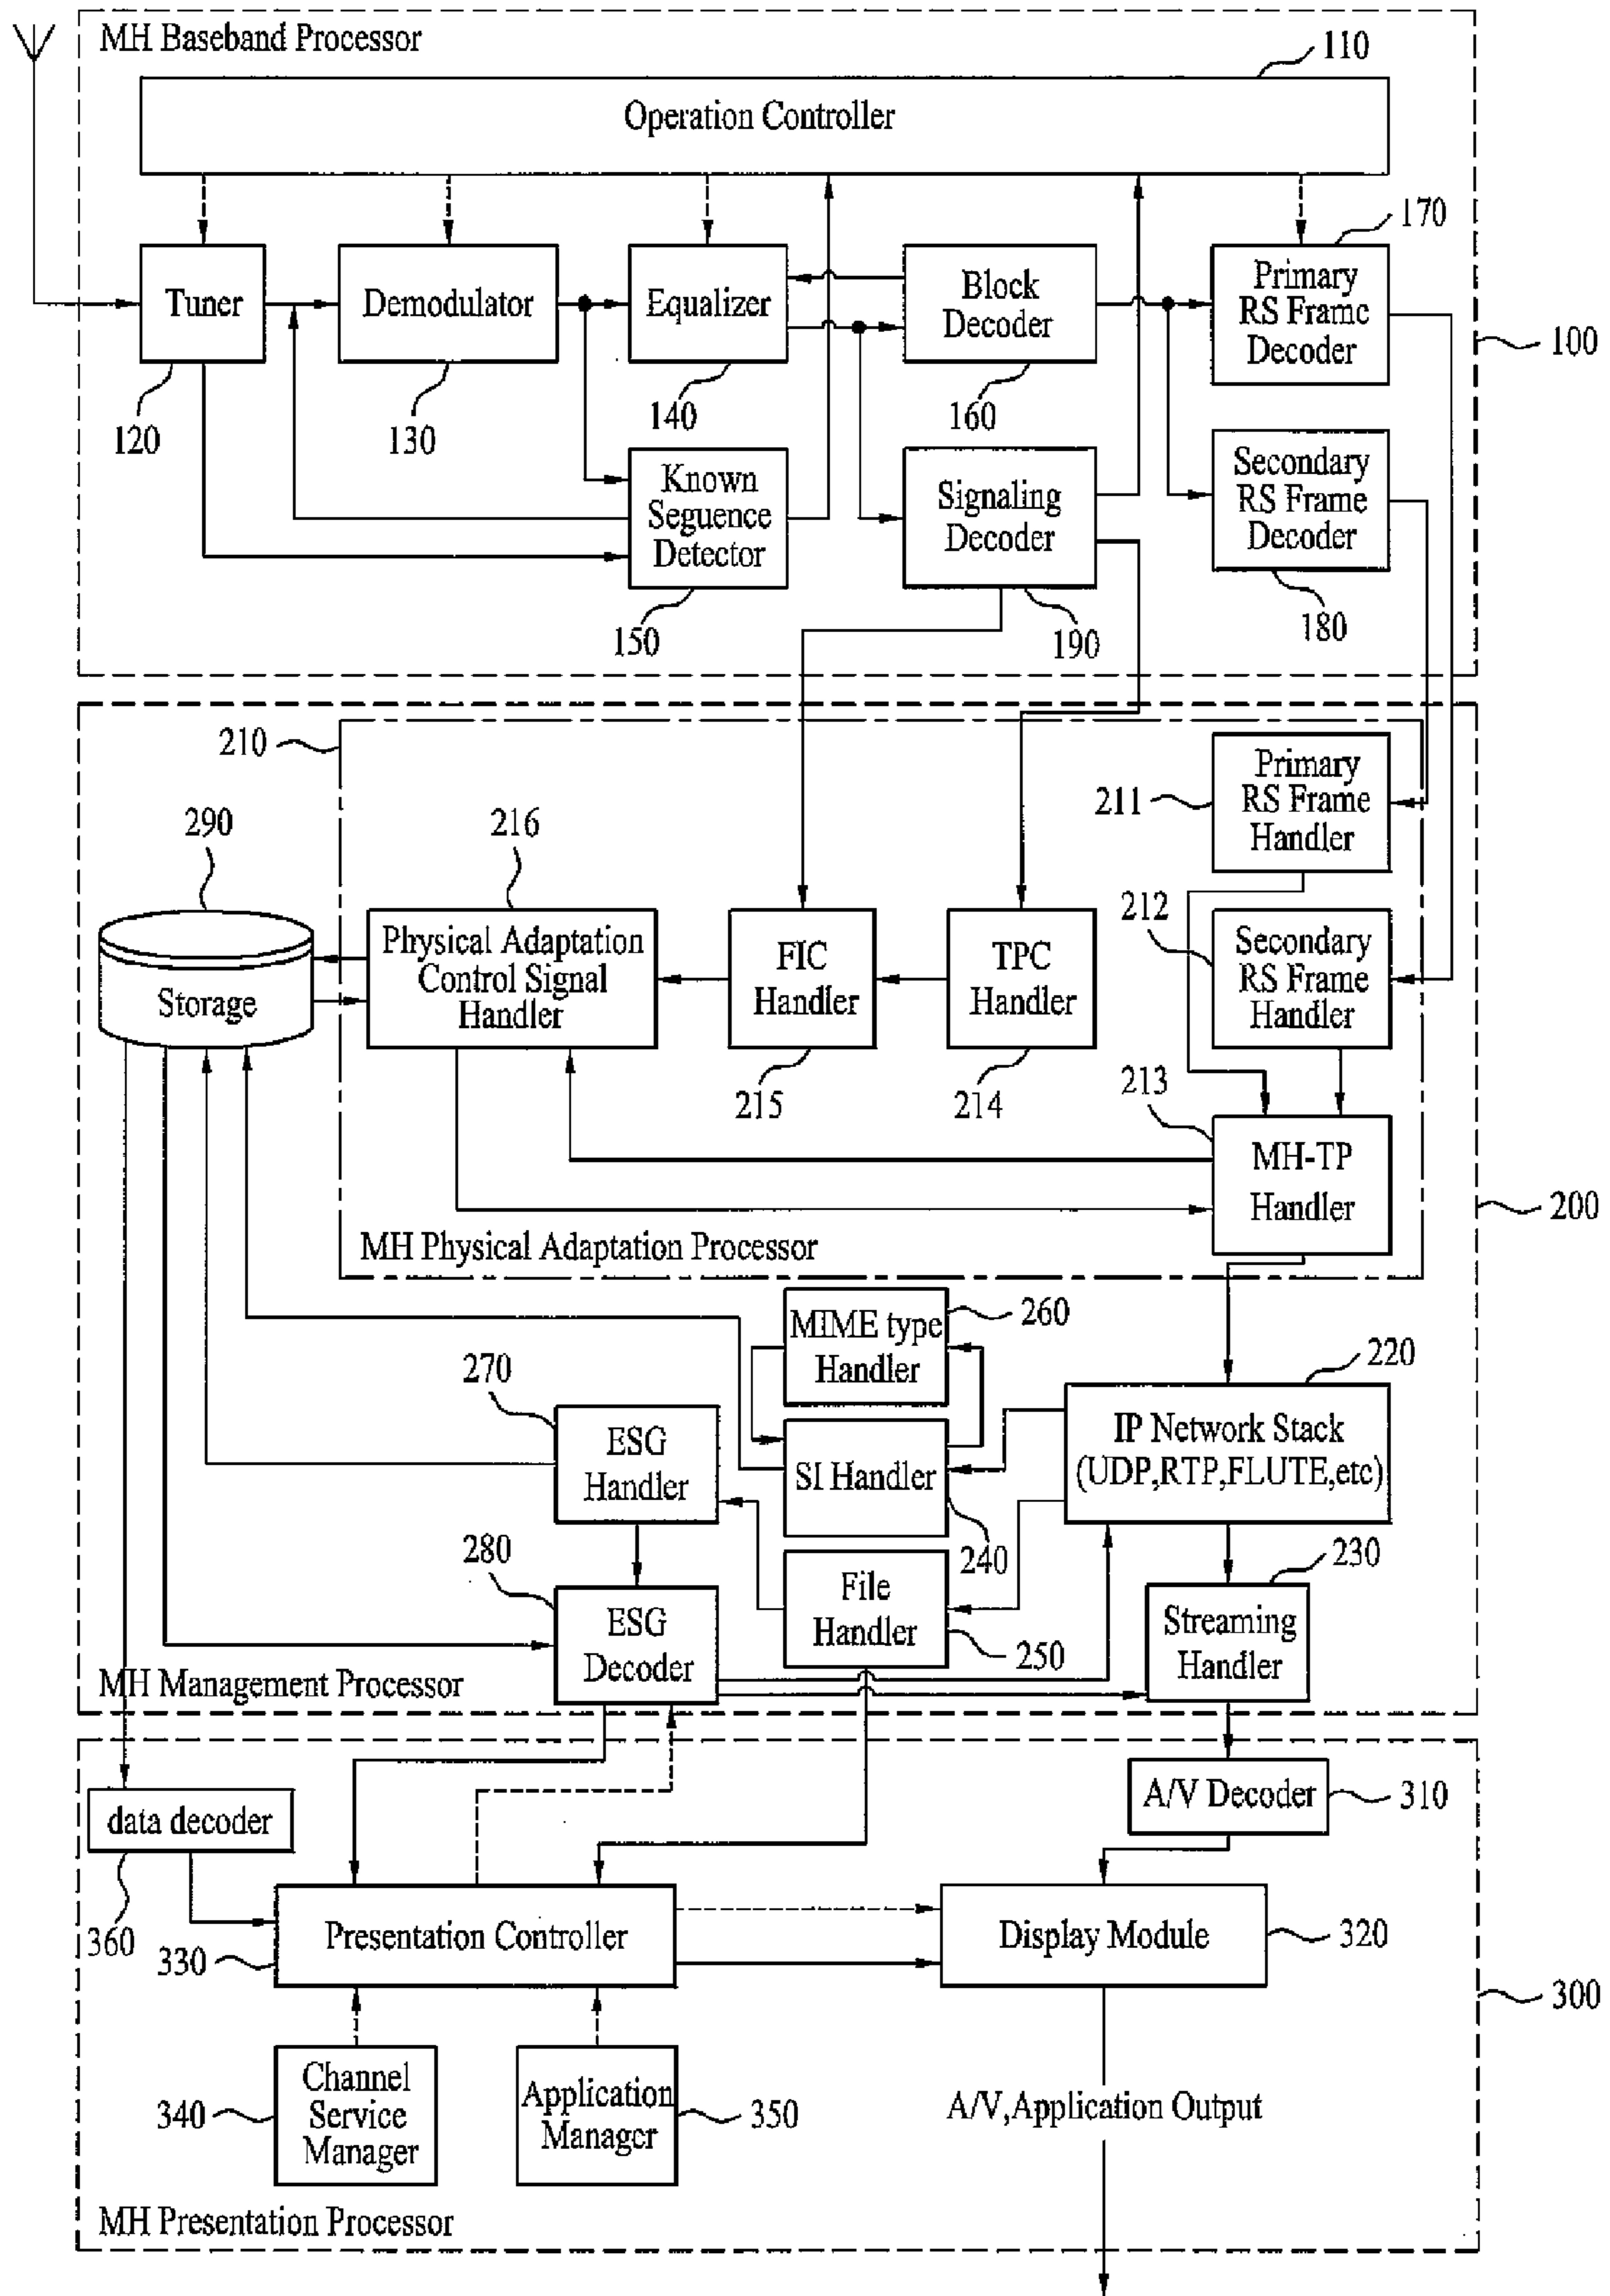 MH Baseband Processor
110
Operation Controller
170
Tuner
Demodulator
Equalizer
Block
Decoder
Primary
RS Frame
Decoder
100
120
130
140
160
Known
Seguence
Detector
Signaling
Decoder
Secondary
RS Frame
Decoder
150
190
180
210
Primary
RS Frame
Handler
211
290
216
212
Storage
Physical Adaptation
Control Signal
Handler
FIC
Handler
TPC
Handler
Secondary
RS Frame
Handler
215
214
213
MH-TP
Handler
200
MH Physical Adaptation Processor
MIME type
Handler
260
220
270
ESG
Handler
SI Handler
IP Network Stack
(UDP,RTP,FLUTE,etc)
240
280
230
ESG
Decoder
File
Handler
250
Streaming
Handler
MH Management Processor
data decoder
A/V Decoder
310
360
330
Presentation Controller
Display Module
320
300
340
Channel
Service
Manager
Application
Manager
350
A/V,Application Output
MH Presentation Processor